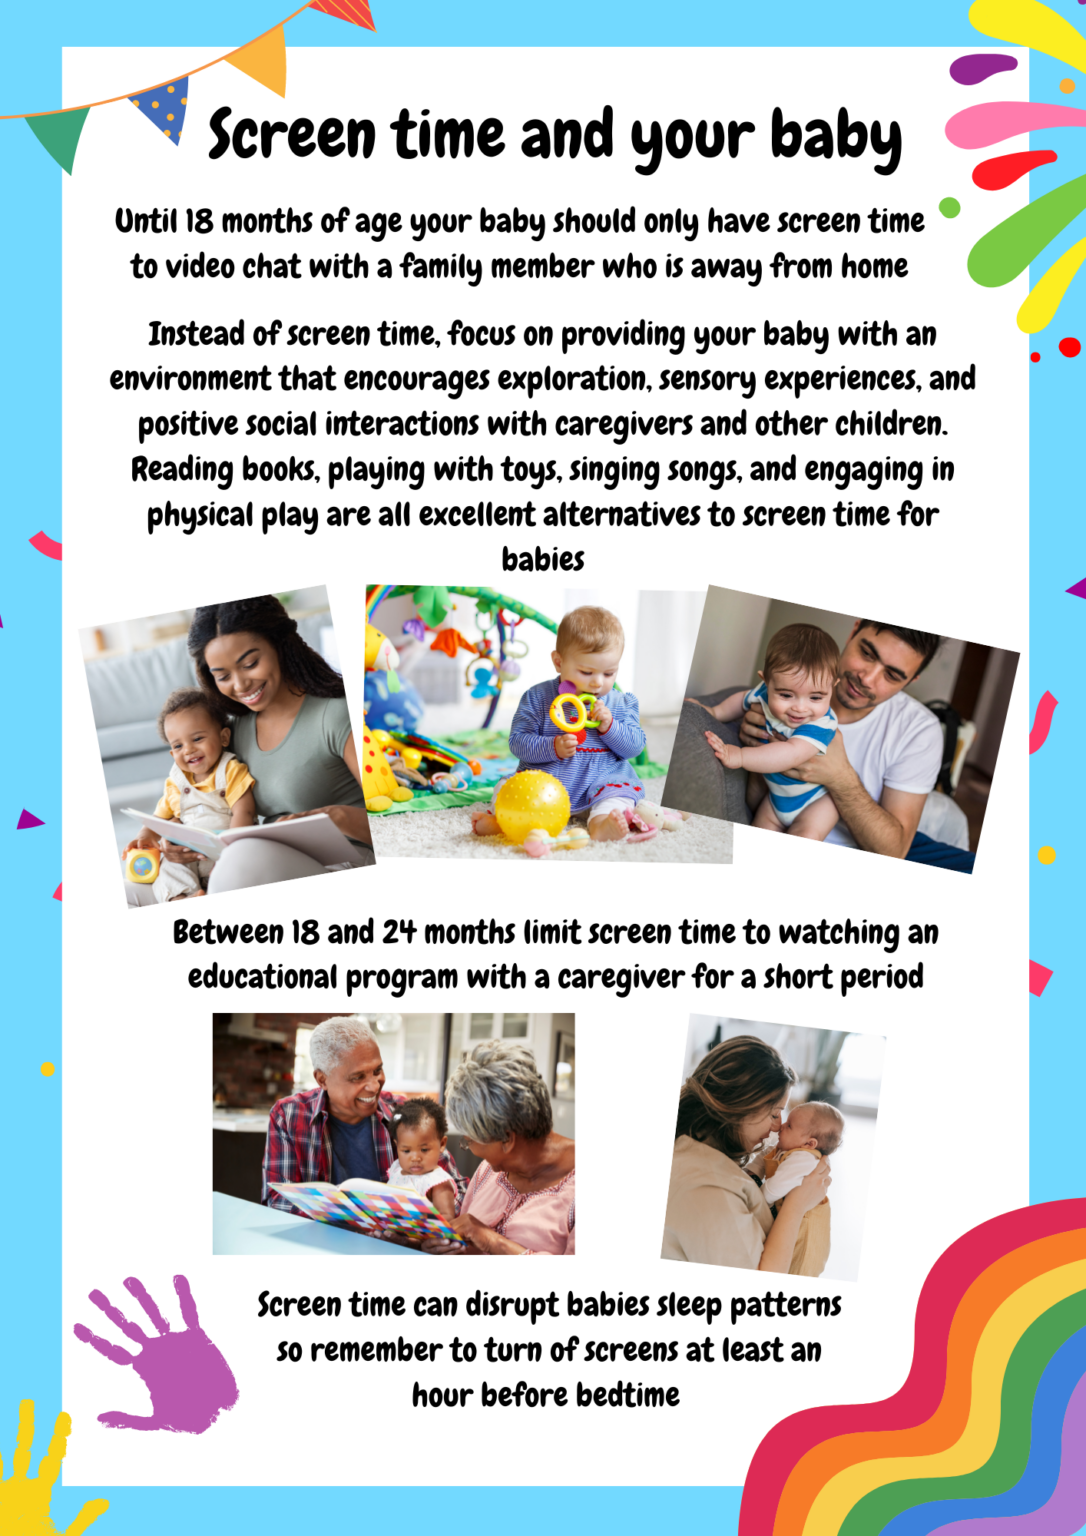 Screen time and your baby
Until 18 months of age your baby should only have screen time
to video chat with a family member who is away from home
Instead of screen time, focus on providing your baby with an
environment that encourages exploration, sensory experiences, and
positive social interactions with caregivers and other children.
Reading books, playing with toys, singing songs, and engaging in
physical play are all excellent alternatives to screen time for
babies
Between 18 and 24 months limit screen time to watching an
educational program with a caregiver for a short period
Screen time can disrupt babies sleep patterns
so remember to turn of screens at least an
hour before bedtime